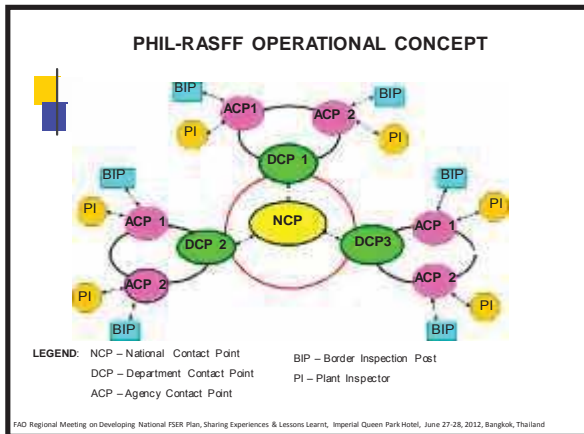 PHIL-RASFF OPERATIONAL CONCEPT
BIP
BIP
ACP1
ACP 2
PI
PI
DCP 1
BIP
BIP
PI
PI
ACP 1
ACP 1
NCP
DCP 2
DCP3
ACP 2
ACP 2
PI
PI
BIP
BIP
LEGEND: NCP – National Contact Point
DCP – Department Contact Point
ACP – Agency Contact Point
BIP – Border Inspection Post
PI – Plant Inspector
FAO Regional Meeting on Developing National FSER Plan, Sharing Experiences & Lessons Learnt, Imperial Queen Park Hotel, June 27-28, 2012, Bangkok, Thailand